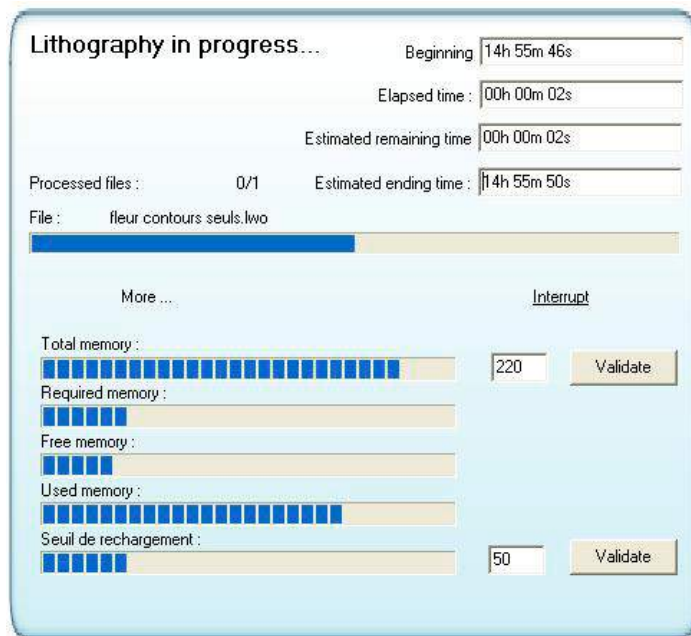 Lithography in progress...
Beginning 14h 55m 46s
Elapsed time : 00h 00m 02s
Estimated remaining time 00h 00m 02s
Processed files : 0/1 Estimated ending time : 14h 55m 50s
File : fleur contours seuls.lwo
More ... Interrupt
Total memory :
220 Validate
Required memory :
Free memory :
Used memory :
Seuil de rechargement :
50 Validate